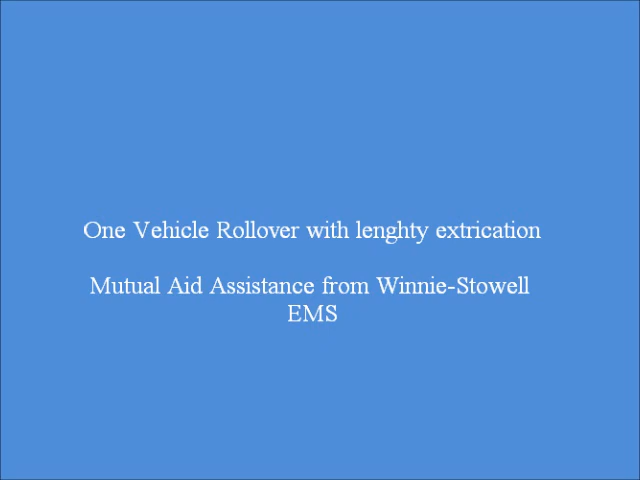 One Vehicle Rollover with lenghty extrication
Mutual Aid Assistance from Winnie-Stowell
EMS